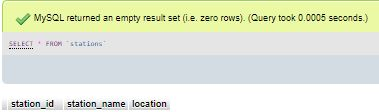 MySQL returned an empty result set (i.e. zero rows). (Query took 0.0005 seconds.)
SELECT * FROM `stations`
station_id station_name location